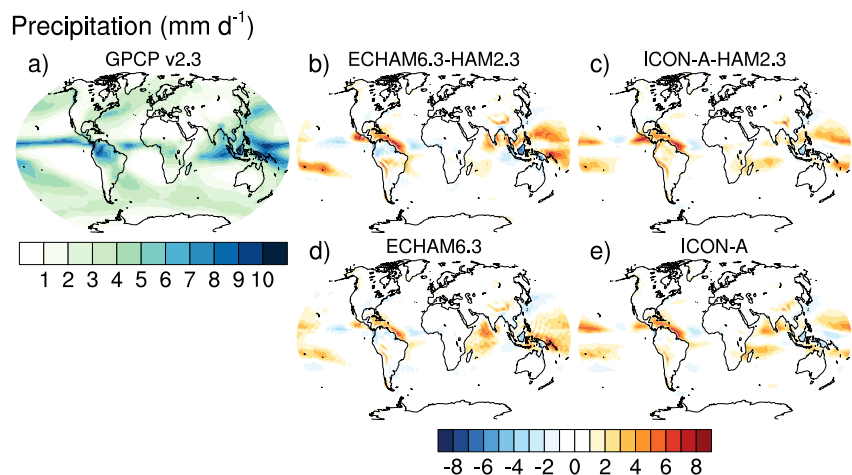 Precipitation (mm d-1)
a) GPCP v2.3
b) ECHAM6.3-HAM2.3
c) ICON-A-HAM2.3
1 2 3 4 5 6 7 8 9 10
d) ECHAM6.3
e) ICON-A
-8 -6 -4 -2 0 2 4 6 8